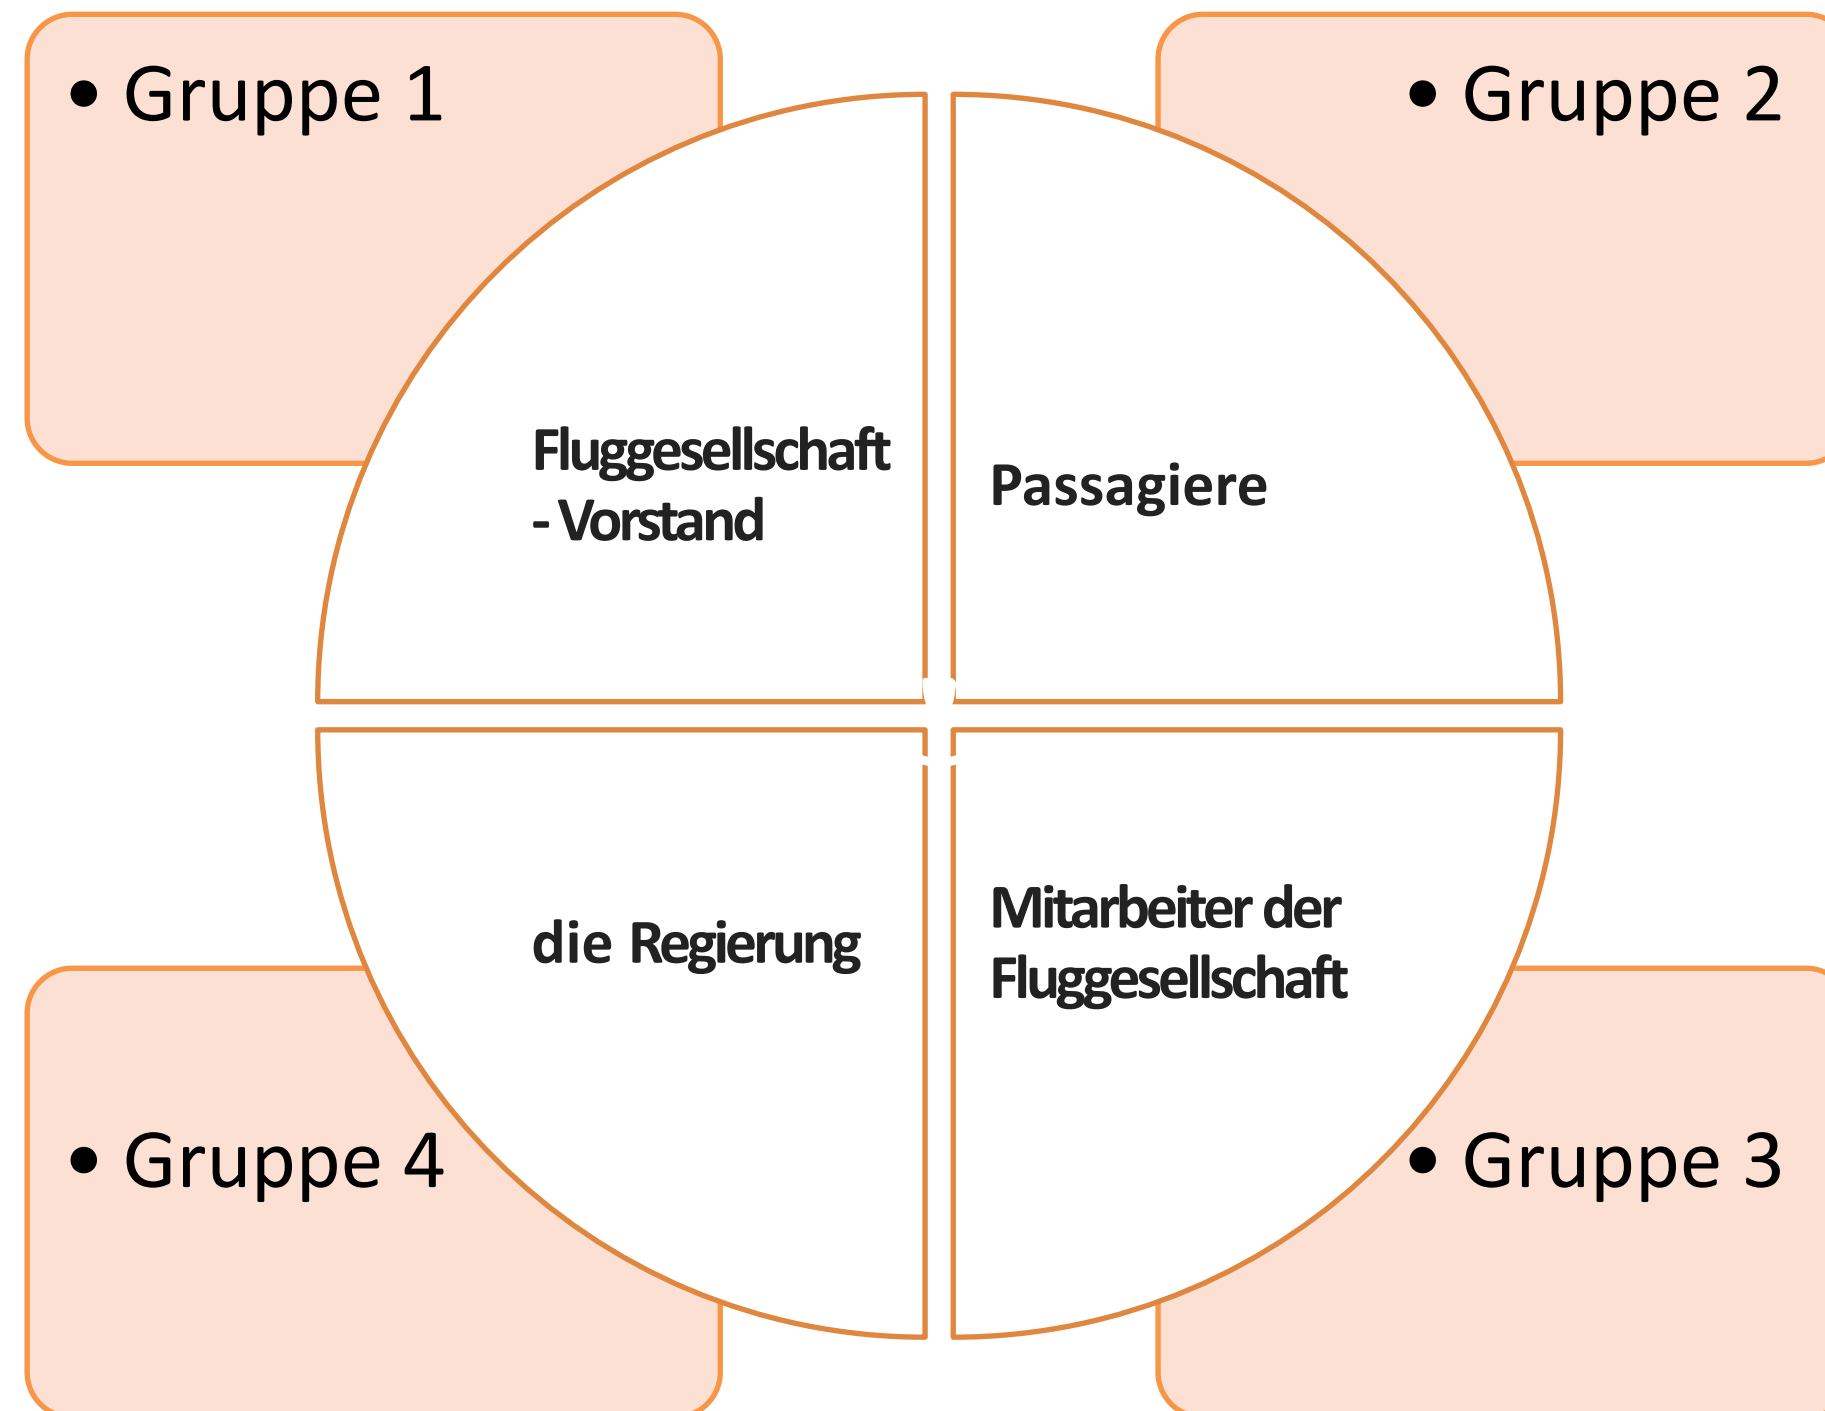 • Gruppe 1
• Gruppe 2
Fluggesellschaft
- Vorstand
Passagiere
die Regierung
Mitarbeiter der
Fluggesellschaft
• Gruppe 4
• Gruppe 3